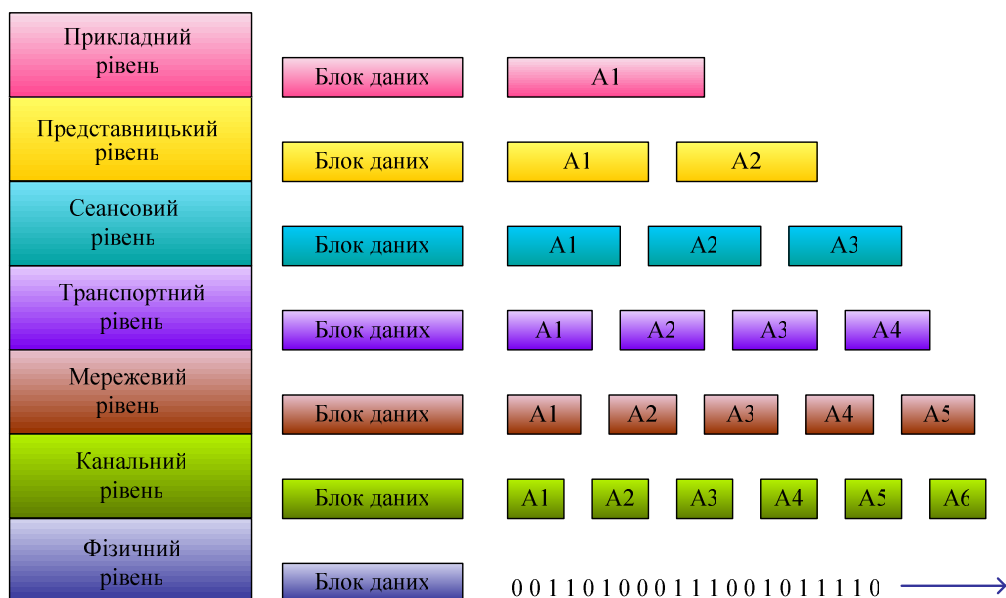 Прикладний
рівень
Блок даних A1
Представницький
рівень
Блок даних A1 A2
Сеансовий
рівень
Блок даних A1 A2 A3
Транспортний
рівень
Блок даних A1 A2 A3 A4
Мережевий
рівень
Блок даних A1 A2 A3 A4 A5
Канальний
рівень
Блок даних A1 A2 A3 A4 A5 A6
Фізичний
рівень
Блок даних 0 0 1 1 0 1 0 0 0 1 1 1 0 0 1 0 1 1 1 1 0